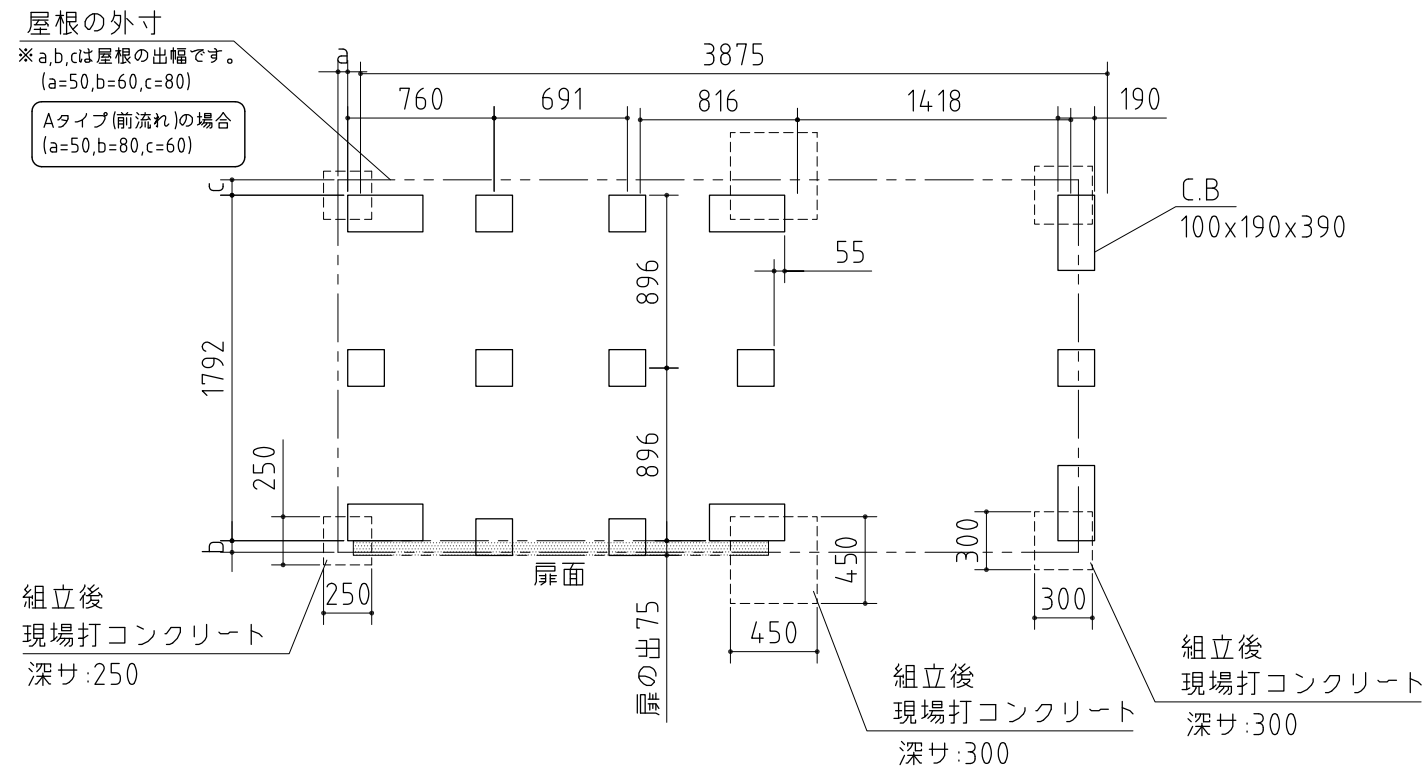 屋根の外寸
※a,b,cは屋根の出幅です。
(a=50,b=60,c=80)
Aタイプ(前流れ)の場合
(a=50,b=80,c=60)
a
3875
760
691
816
1418
190
c
C.B
100x190x390
55
896
1792
896
250
b
扉面
250
450
450
300
300
扉の出 75
組立後
現場打コンクリート
深サ:250
組立後
現場打コンクリート
深サ:300
組立後
現場打コンクリート
深サ:300